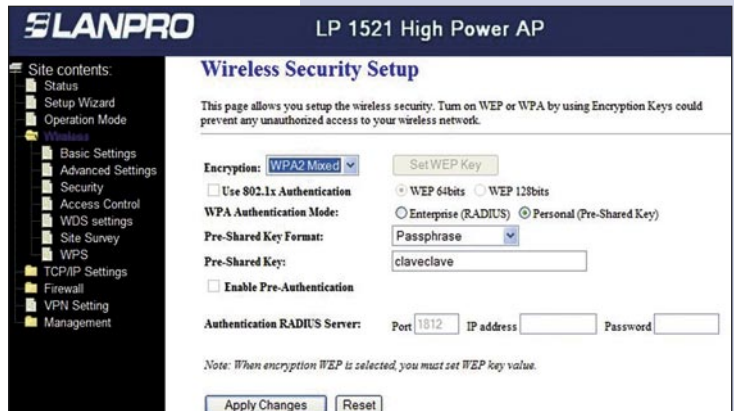 LANPRO
LP 1521 High Power AP
Site contents:
Status
Setup Wizard
Operation Mode
Wireless
Basic Settings
Advanced Settings
Security
Access Control
WDS settings
Site Survey
WPS
TCP/IP Settings
Firewall
VPN Setting
Management
Wireless Security Setup
This page allows you setup the wireless security. Turn on WEP or WPA by using Encryption Keys could
prevent any unauthorized access to your wireless network.
Encryption: WPA2 Mixed Set WEP Key
Use 802.1x Authentication WEP 64bits WEP 128bits
WPA Authentication Mode: Enterprise (RADIUS) Personal (Pre-Shared Key)
Pre-Shared Key Format: Passphrase
Pre-Shared Key: claveclave
Enable Pre-Authentication
Authentication RADIUS Server: Port 1812 IP address Password
Note: When encryption WEP is selected, you must set WEP key value.
Apply Changes Reset